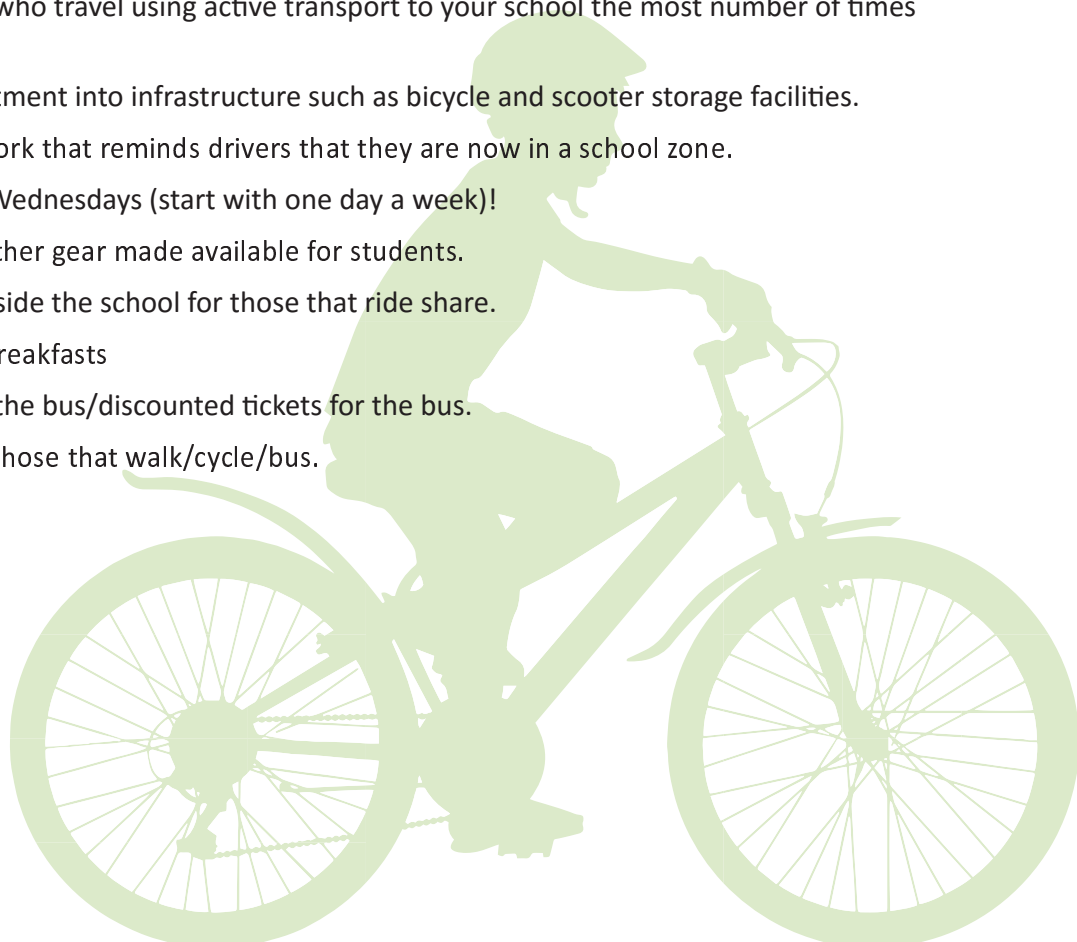 who travel using active transport to your school the most number of times
tment into infrastructure such as bicycle and scooter storage facilities.
ork that reminds drivers that they are now in a school zone.
Wednesdays (start with one day a week)!
ther gear made available for students.
side the school for those that ride share.
reakfasts
the bus/discounted tickets for the bus.
hose that walk/cycle/bus.